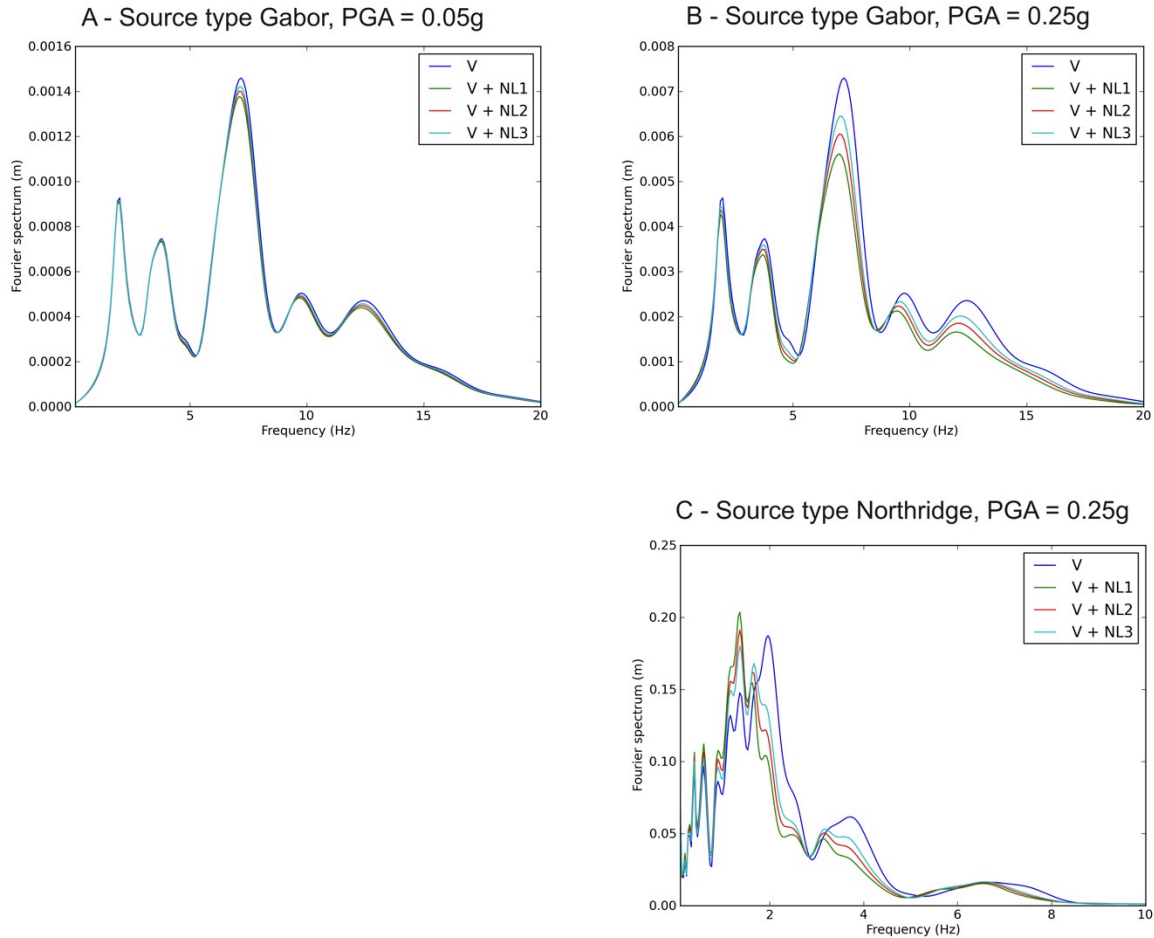 A - Source type Gabor, PGA = 0.05g
0.0016
0.0014
0.0012
0.0010
0.0008
0.0006
0.0004
0.0002
0.0000
Fourier spectrum (m)
V
V + NL1
V + NL2
V + NL3
5
10
15
20
Frequency (Hz)
B - Source type Gabor, PGA = 0.25g
0.008
0.007
0.006
0.005
0.004
0.003
0.002
0.001
0.000
Fourier spectrum (m)
V
V + NL1
V + NL2
V + NL3
5
10
15
20
Frequency (Hz)
C - Source type Northridge, PGA = 0.25g
0.25
0.20
0.15
0.10
0.05
0.00
Fourier spectrum (m)
V
V + NL1
V + NL2
V + NL3
2
4
6
8
10
Frequency (Hz)